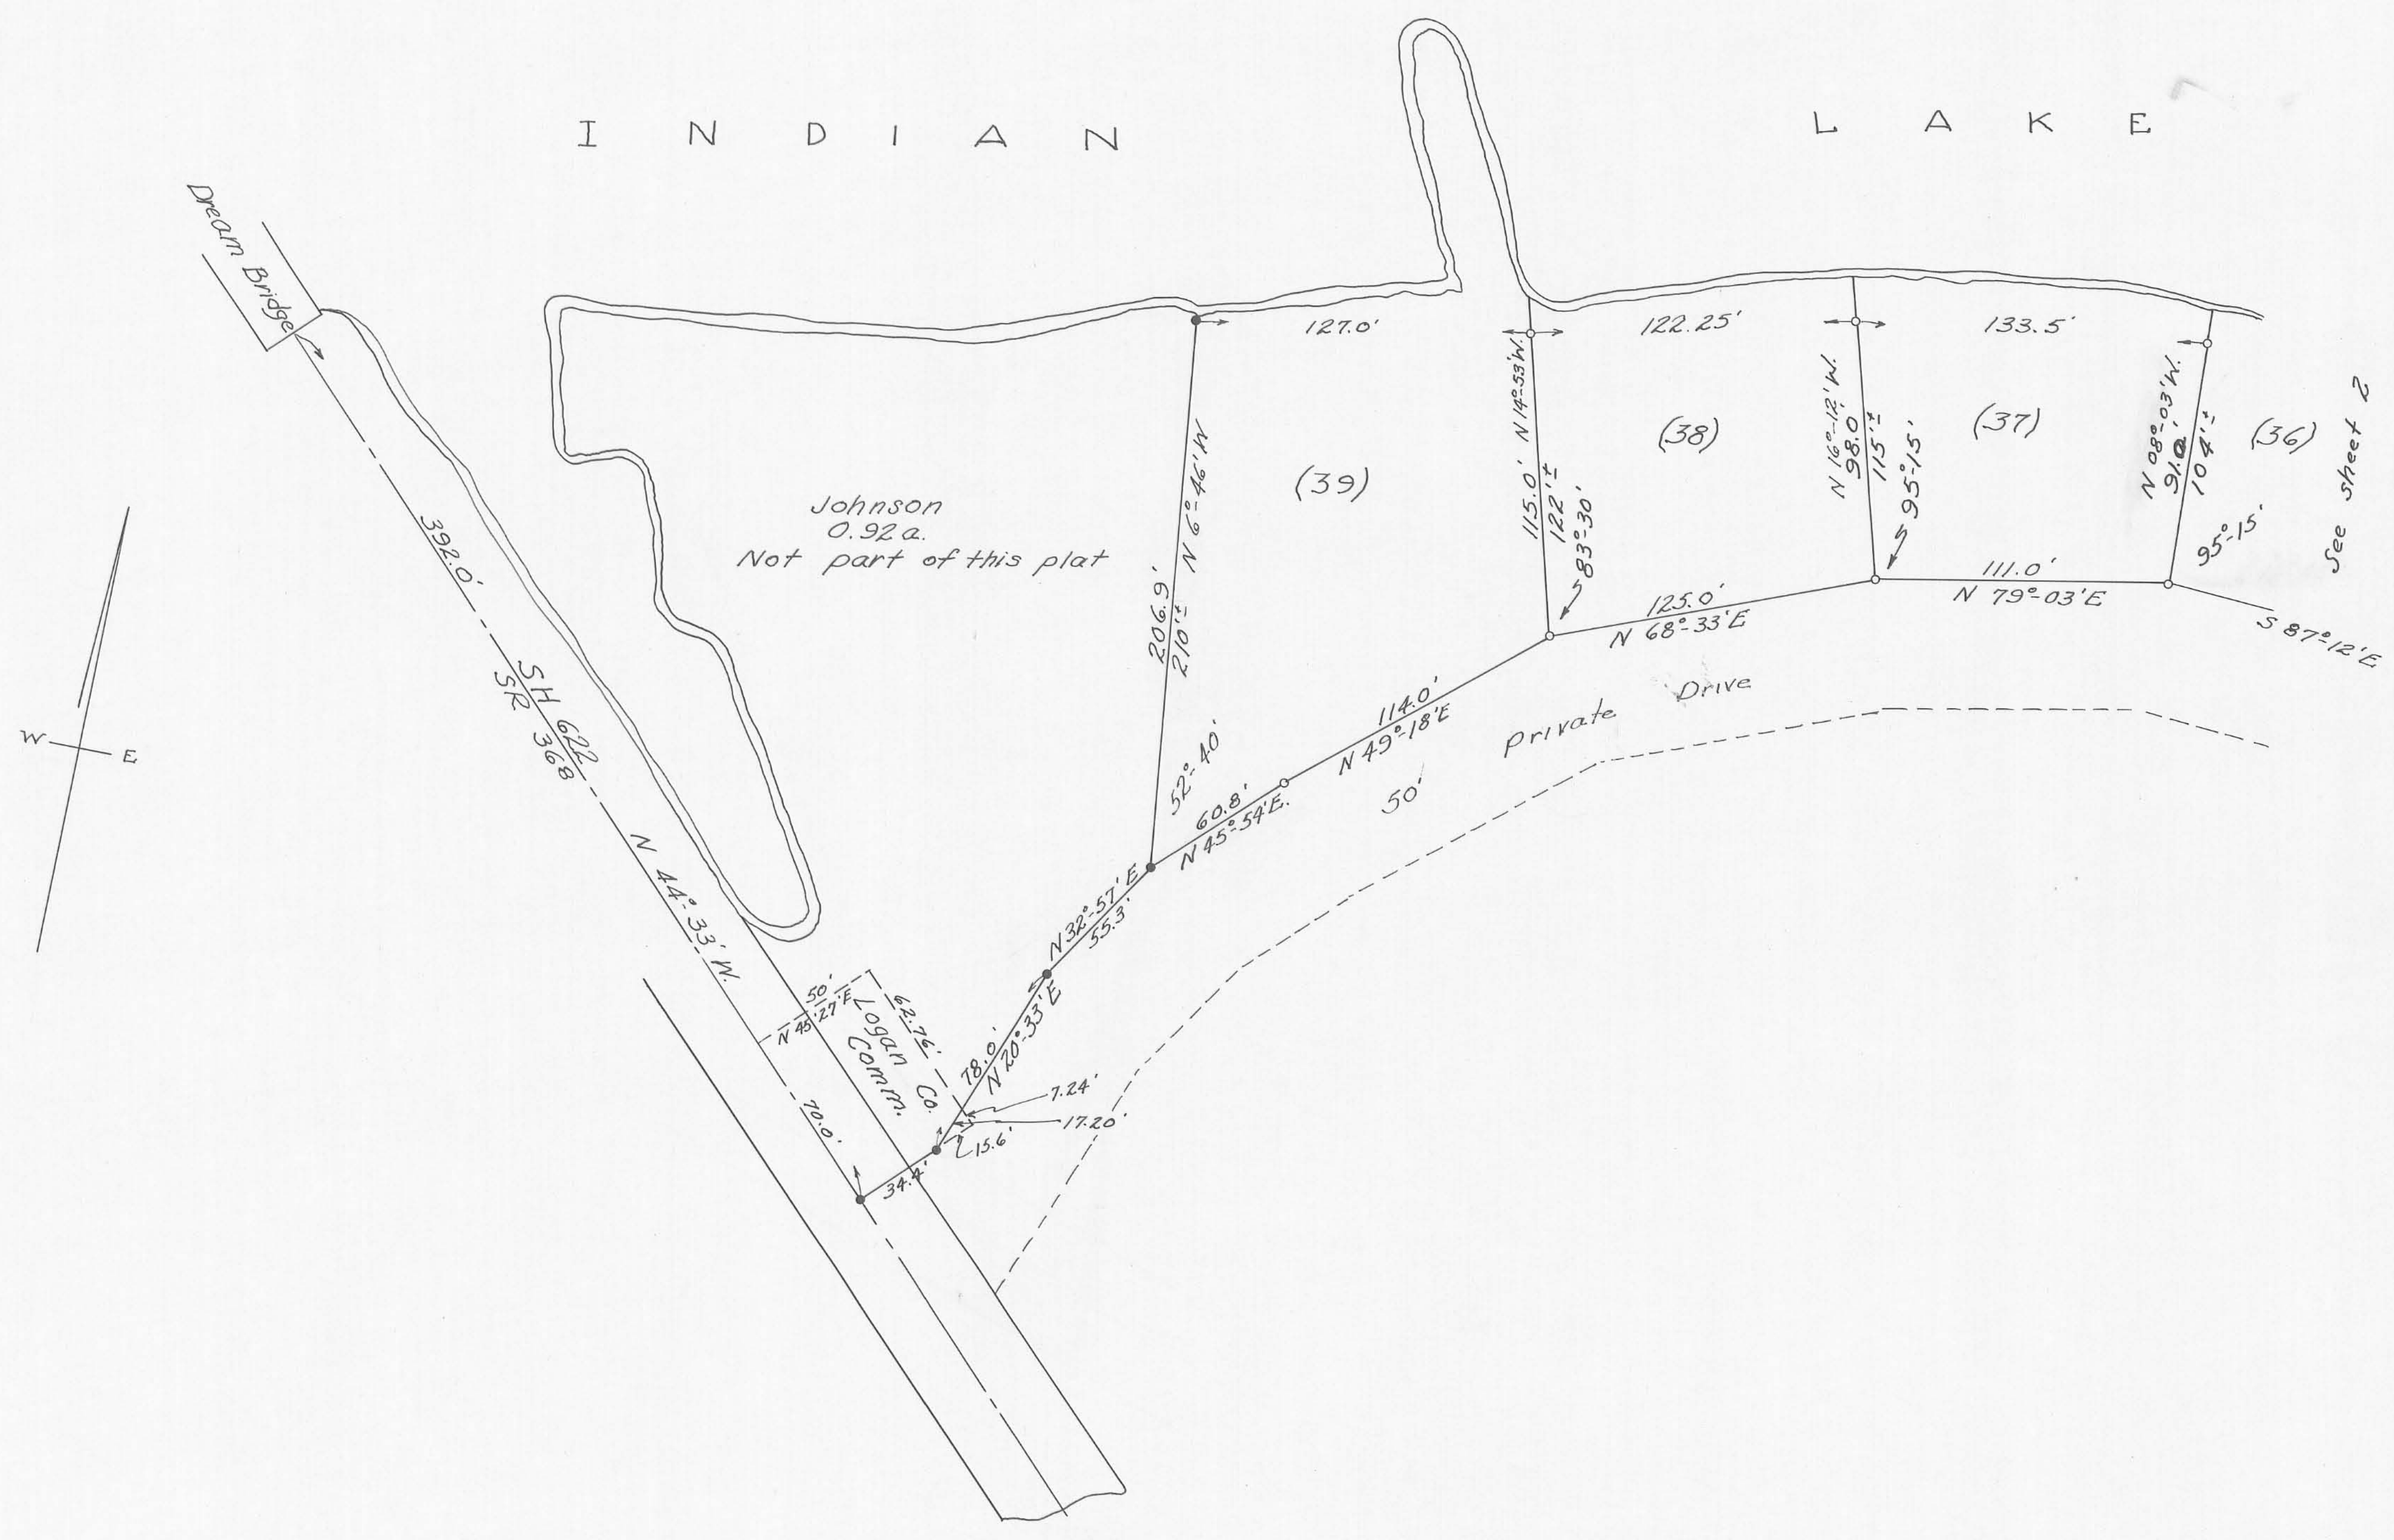 INDIAN LAKE
Dream Bridge
127.0'
122.25'
133.5'
N 14°-53'W.
115.0'
122'±
83°-30'
N 16°-12'W.
98.0'
115'±
95°-15'
N 08°-03'W.
91.0'
104'±
95°-15'
(39)
(38)
(37)
(36)
See sheet 2
Johnson
0.92 a.
Not part of this plat
N 6°-46'W
206.9'
210'±
52°-40'
W
E
392.0'
SH 622
SR 368
N 44°-33' W.
111.0'
N 79°-03'E
125.0'
N 68°-33'E
S 87°-12'E
114.0'
N 49°-18'E
60.8'
N 45°-54'E.
50' Private Drive
N 32°-57' E
55.3'
50'
N 45°27'E
62.76'
Logan Co.
Comm.
78.0'
N 20°-33'E
7.24'
17.20'
15.6'
70.0'
34.4'